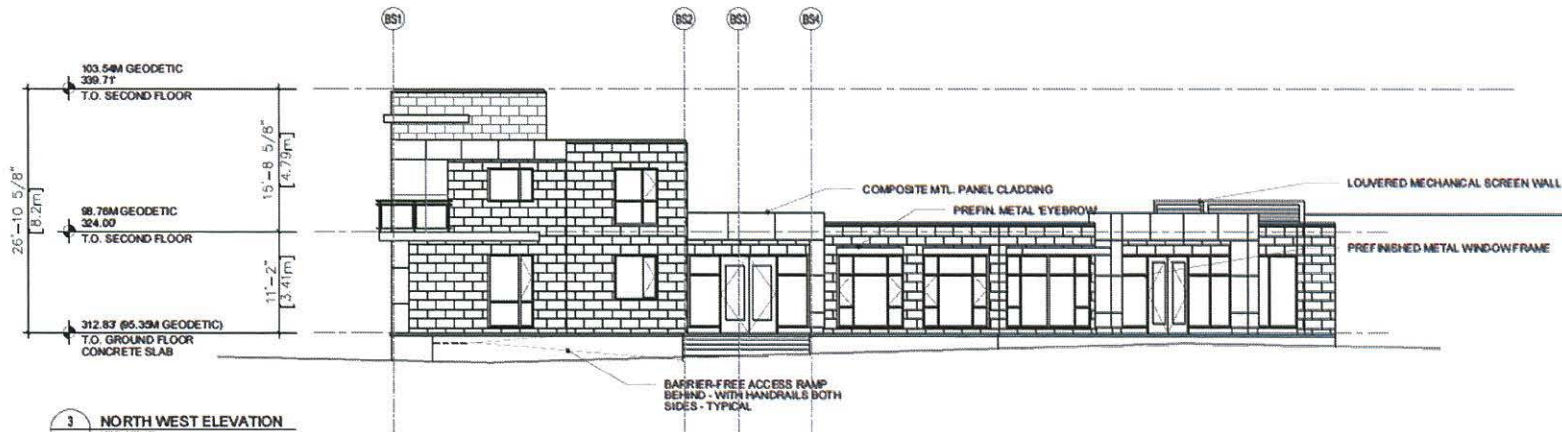 BS1
BS2
BS3
BS4
103.54M GEODETIC
339.71'
T.O. SECOND FLOOR
26'-10 5/8"
[8.2m]
15'-8 5/8"
[4.79m]
98.76M GEODETIC
324.00'
T.O. SECOND FLOOR
11'-2"
[3.41m]
312.83' (95.35M GEODETIC)
T.O. GROUND FLOOR
CONCRETE SLAB
COMPOSITE MTL. PANEL CLADDING
PREFIN. METAL 'EYEBROW'
LOUVERED MECHANICAL SCREEN WALL
PREFINISHED METAL WINDOW FRAME
BARRIER-FREE ACCESS RAMP
BEHIND - WITH HANDRAILS BOTH
SIDES - TYPICAL
3 NORTH WEST ELEVATION